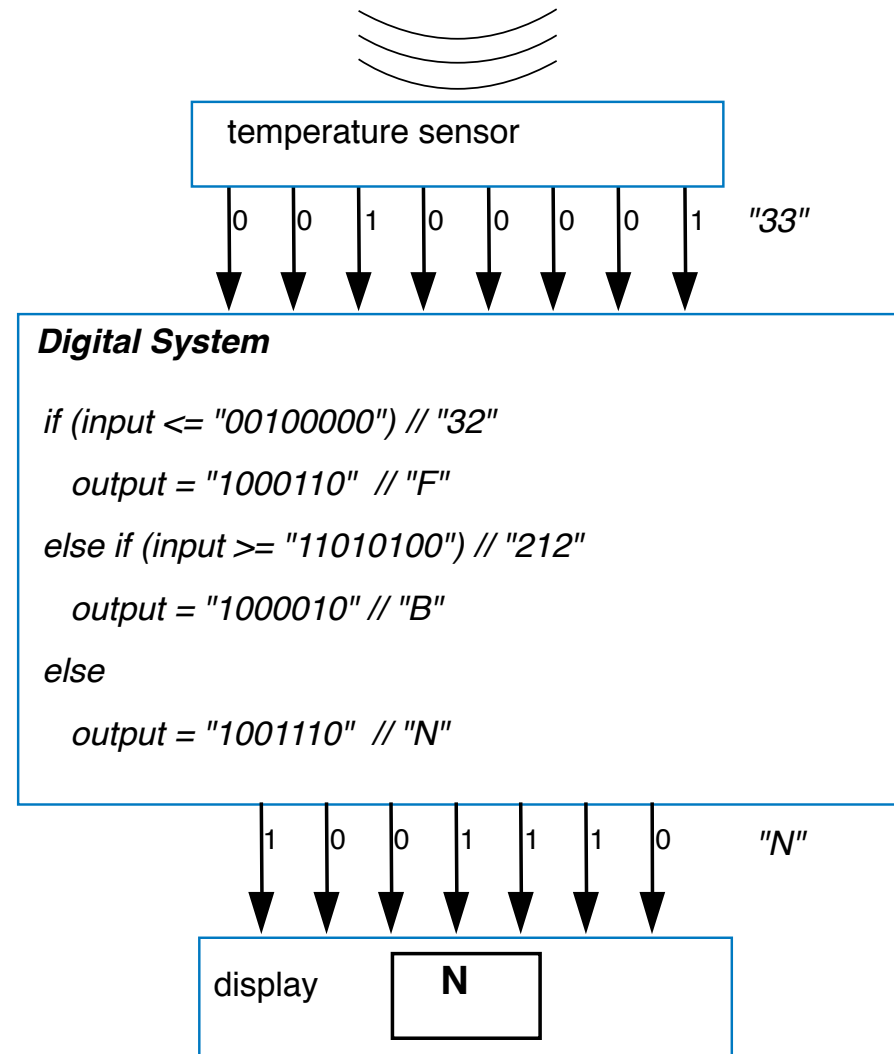 temperature sensor
0 0 1 0 0 0 0 1 "33"
Digital System
if (input <= "00100000") // "32"
output = "1000110" // "F"
else if (input >= "11010100") // "212"
output = "1000010" // "B"
else
output = "1001110" // "N"
1 0 0 1 1 1 0 "N"
display N